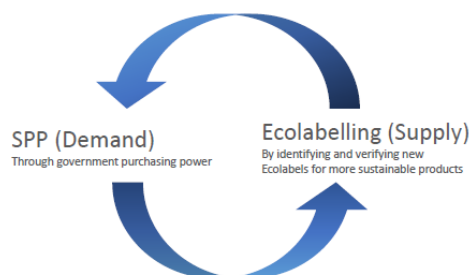 SPP (Demand)
Through government purchasing power
Ecolabelling (Supply)
By identifying and verifying new
Ecolabels for more sustainable products